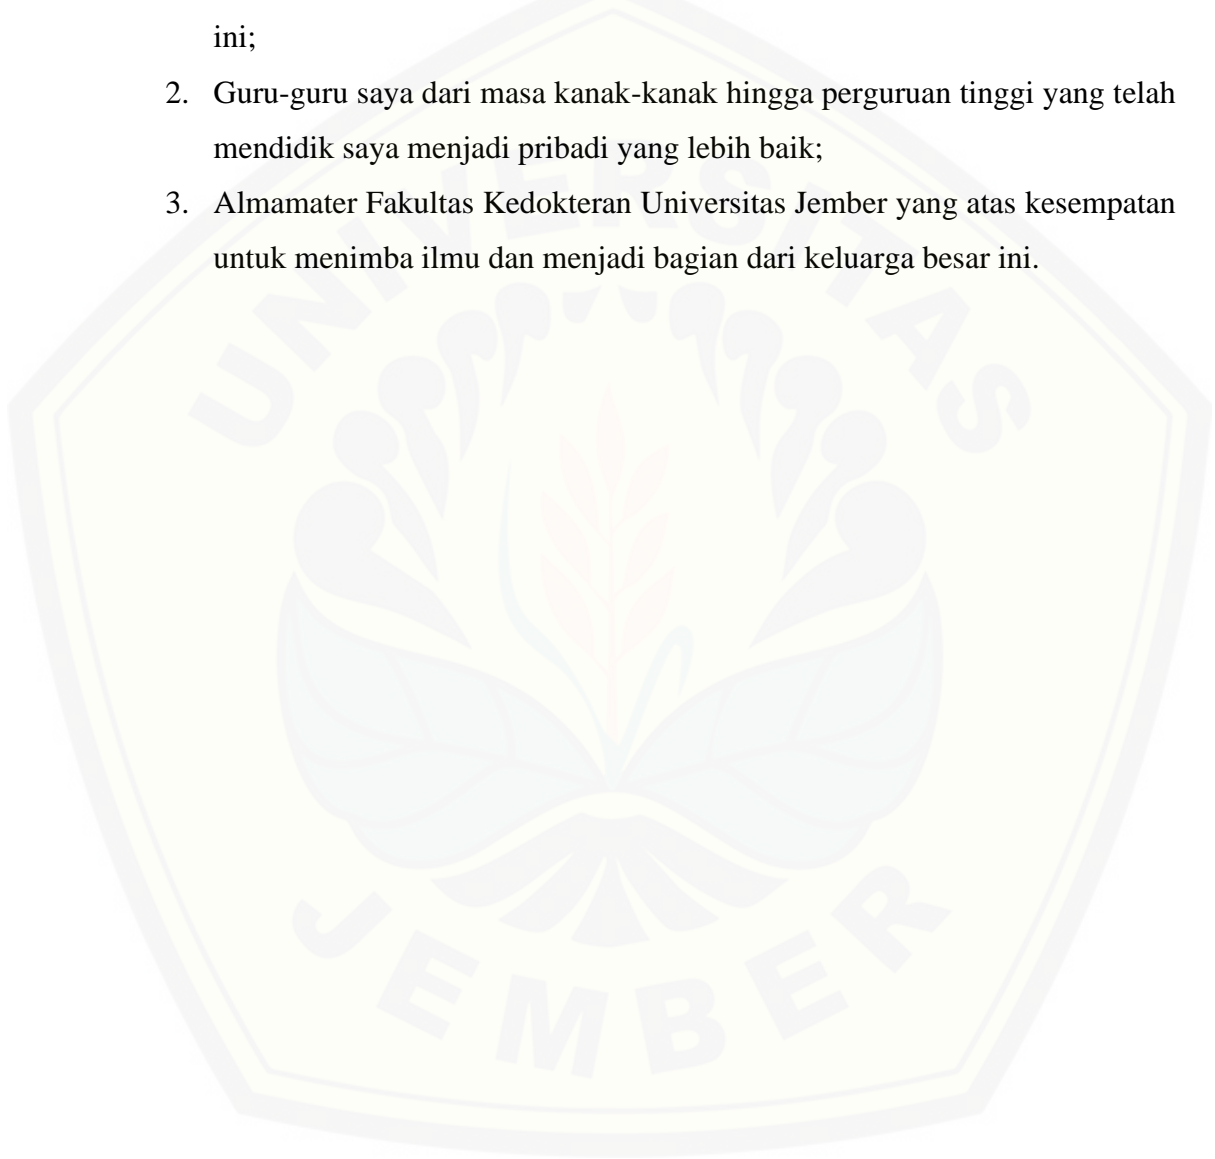 ini;
2. Guru-guru saya dari masa kanak-kanak hingga perguruan tinggi yang telah
mendidik saya menjadi pribadi yang lebih baik;
3. Almamater Fakultas Kedokteran Universitas Jember yang atas kesempatan
untuk menimba ilmu dan menjadi bagian dari keluarga besar ini.
UNIVERSITAS
JEMBER